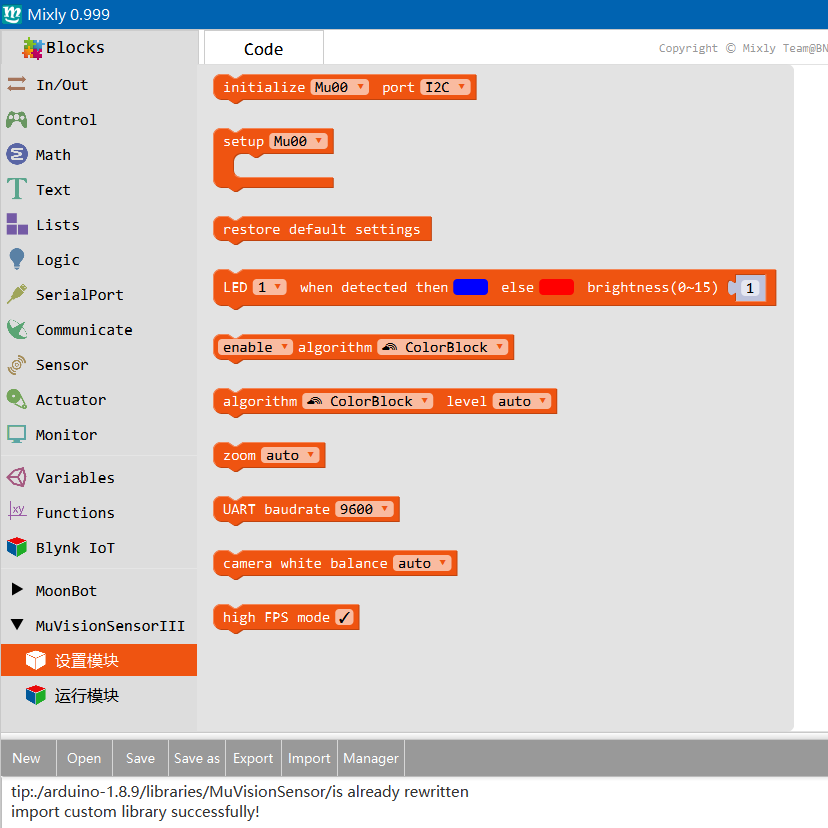 Mixly 0.999
Blocks
Code
Copyright © Mixly Team@BN
In/Out
Control
Math
Text
Lists
Logic
SerialPort
Communicate
Sensor
Actuator
Monitor
Variables
Functions
Blynk IoT
MoonBot
MuVisionSensorIII
设置模块
运行模块
initialize Mu00 port I2C
setup Mu00
restore default settings
LED 1 when detected then else brightness(0~15) 1
enable algorithm ColorBlock
algorithm ColorBlock level auto
zoom auto
UART baudrate 9600
camera white balance auto
high FPS mode ✓
New Open Save Save as Export Import Manager
tip:./arduino-1.8.9/libraries/MuVisionSensor/is already rewritten
import custom library successfully!